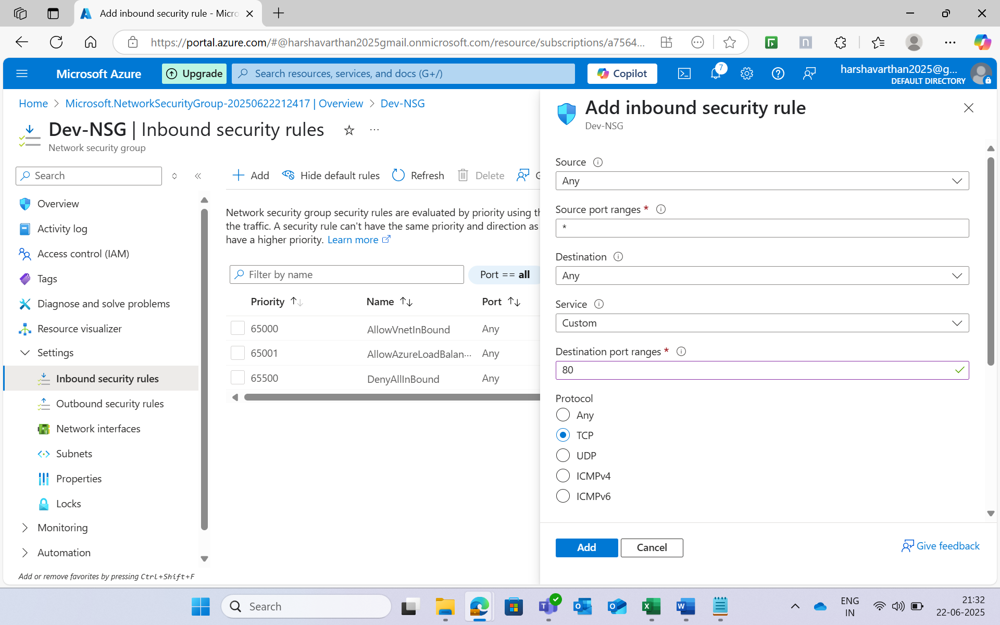 Add inbound security rule - Micro
https://portal.azure.com/#@harshavarthan2025gmail.onmicrosoft.com/resource/subscriptions/a7564...
Microsoft Azure
Upgrade
Search resources, services, and docs (G+/)
Copilot
7
harshavarthan2025@g...
DEFAULT DIRECTORY
Home > Microsoft.NetworkSecurityGroup-20250622212417 | Overview > Dev-NSG
Dev-NSG | Inbound security rules
Network security group
Search
Overview
Activity log
Access control (IAM)
Tags
Diagnose and solve problems
Resource visualizer
Settings
Inbound security rules
Outbound security rules
Network interfaces
Subnets
Properties
Locks
Monitoring
Automation
Add or remove favorites by pressing Ctrl+Shift+F
Add
Hide default rules
Refresh
Delete
Network security group security rules are evaluated by priority using
the traffic. A security rule can't have the same priority and direction as
have a higher priority. Learn more
Filter by name
Port == all
Priority Name Port
65000 AllowVnetInBound Any
65001 AllowAzureLoadBalan... Any
65500 DenyAllInBound Any
Add inbound security rule
Dev-NSG
Source
Any
Source port ranges *
*
Destination
Any
Service
Custom
Destination port ranges *
80
Protocol
Any
TCP
UDP
ICMPv4
ICMPv6
Add
Cancel
Give feedback
Search
ENG
IN
21:32
22-06-2025